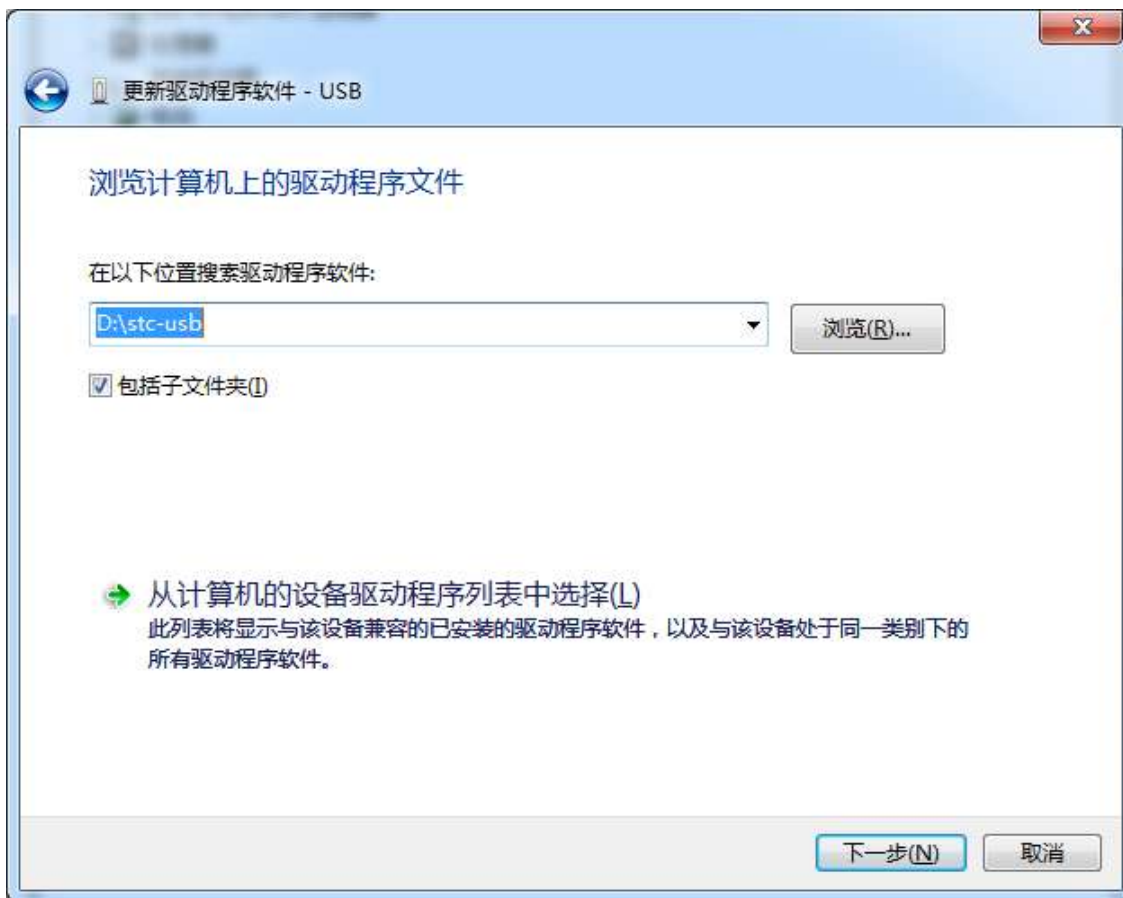 更新驱动程序软件 - USB
浏览计算机上的驱动程序文件
在以下位置搜索驱动程序软件:
D:\stc-usb
浏览(R)...
包括子文件夹(I)
从计算机的设备驱动程序列表中选择(L)
此列表将显示与该设备兼容的已安装的驱动程序软件，以及与该设备处于同一类别下的
所有驱动程序软件。
下一步(N)
取消